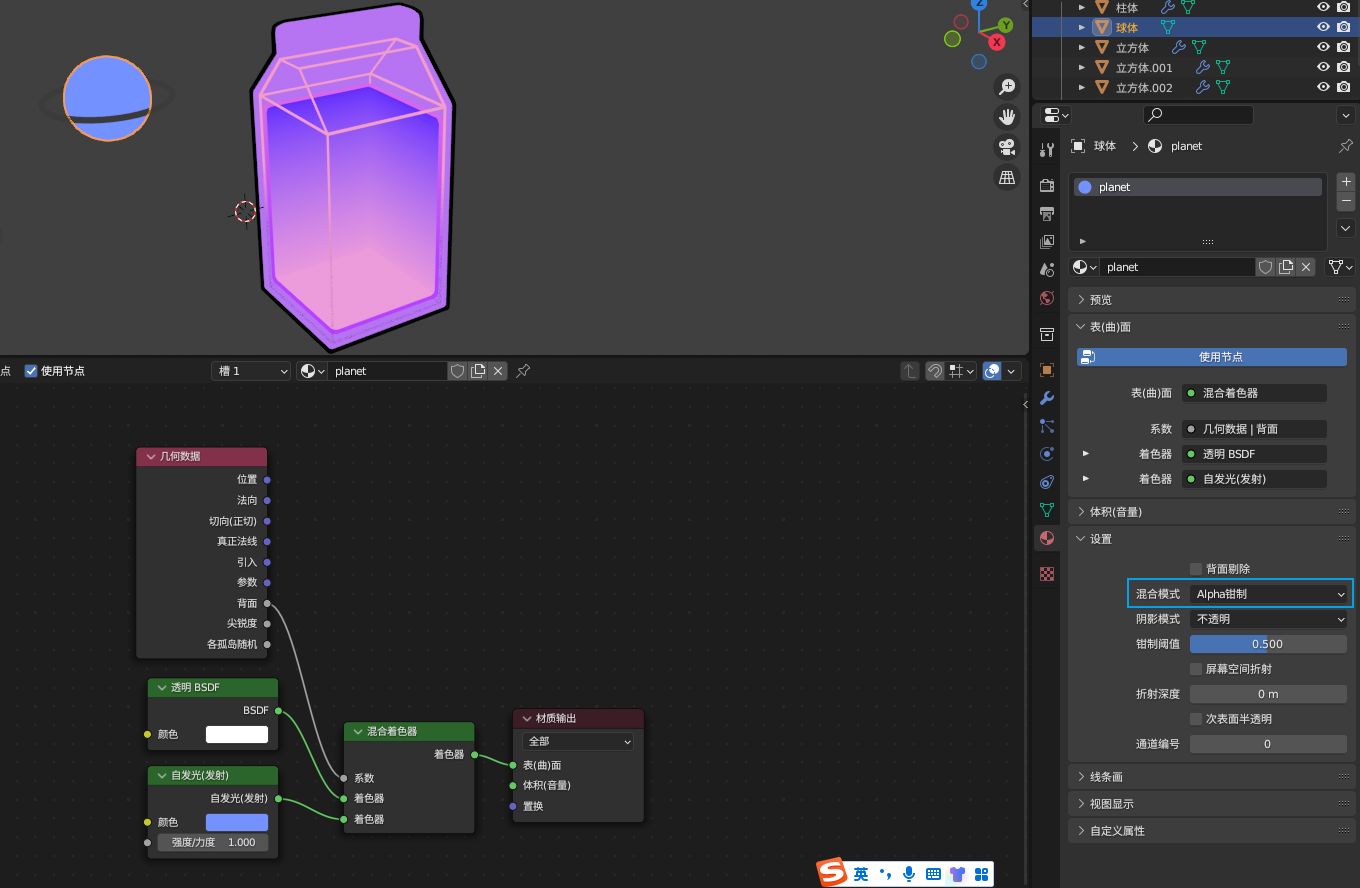 Z
Y
X
柱体
球体
立方体
立方体.001
立方体.002
球体
planet
planet
planet
预览
表(曲)面
使用节点
表(曲)面
混合着色器
系数
几何数据 | 背面
着色器
透明 BSDF
着色器
自发光(发射)
体积(音量)
设置
背面剔除
混合模式
Alpha钳制
阴影模式
不透明
钳制阈值
0.500
屏幕空间折射
折射深度
0 m
次表面半透明
通道编号
0
线条画
视图显示
自定义属性
点
使用节点
槽 1
planet
几何数据
位置
法向
切向(正切)
真正法线
引入
参数
背面
尖锐度
各孤岛随机
透明 BSDF
BSDF
颜色
自发光(发射)
自发光(发射)
颜色
强度/力度 1.000
混合着色器
着色器
系数
着色器
着色器
材质输出
全部
表(曲)面
体积(音量)
置换
英